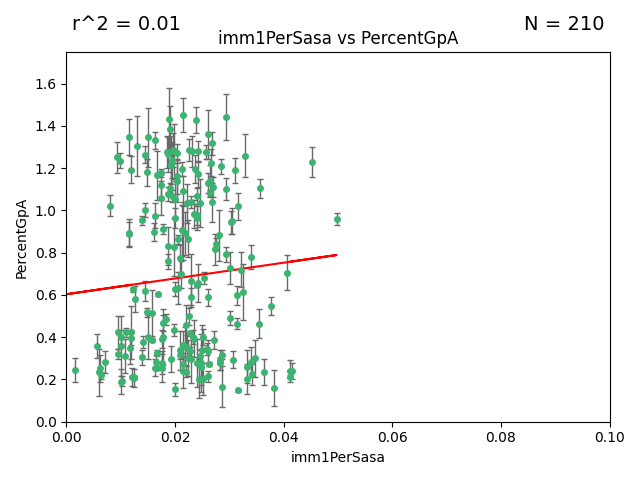 r^2 = 0.01
N = 210
imm1PerSasa vs PercentGpA
PercentGpA
1.6
1.4
1.2
1.0
0.8
0.6
0.4
0.2
0.0
0.00 0.02 0.04 0.06 0.08 0.10
imm1PerSasa